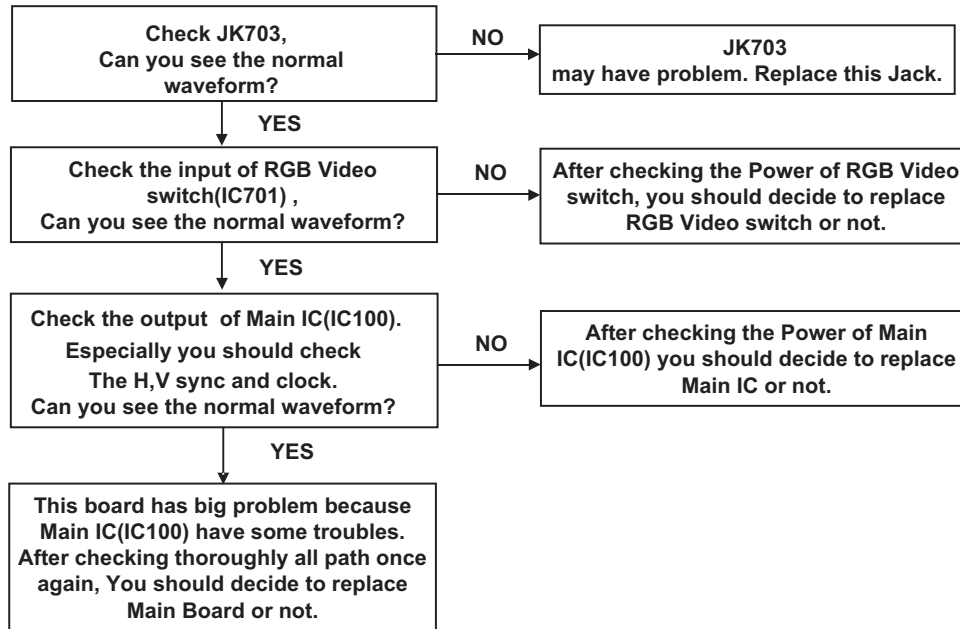 Check JK703,
Can you see the normal
waveform?
NO
JK703
may have problem. Replace this Jack.
YES
Check the input of RGB Video
switch(IC701) ,
Can you see the normal waveform?
NO
After checking the Power of RGB Video
switch, you should decide to replace
RGB Video switch or not.
YES
Check the output of Main IC(IC100).
Especially you should check
The H,V sync and clock.
Can you see the normal waveform?
NO
After checking the Power of Main
IC(IC100) you should decide to replace
Main IC or not.
YES
This board has big problem because
Main IC(IC100) have some troubles.
After checking thoroughly all path once
again, You should decide to replace
Main Board or not.